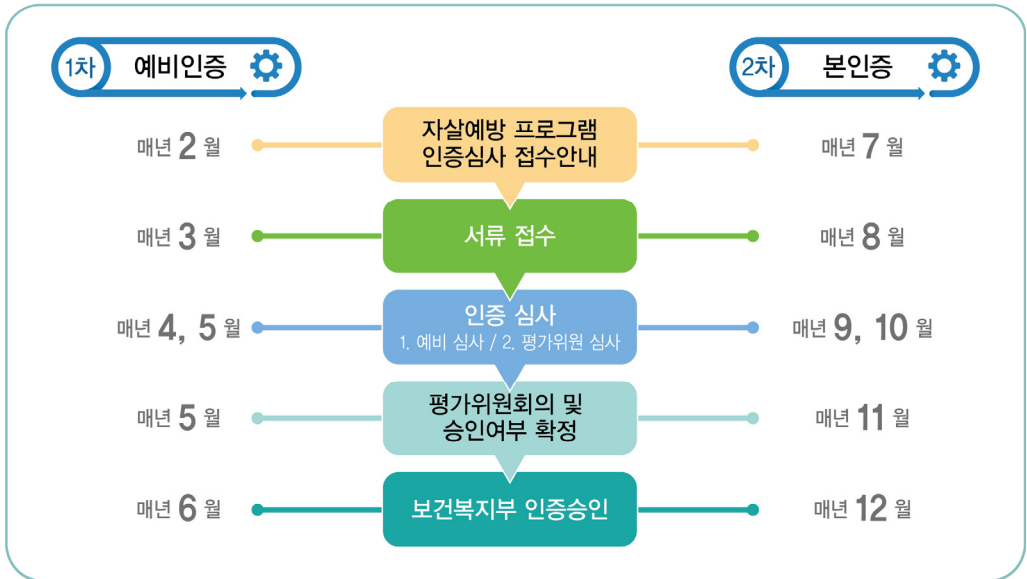 1차 예비인증
2차 본인증
매년 2 월
자살예방 프로그램
인증심사 접수안내
매년 7 월
매년 3 월
서류 접수
매년 8 월
매년 4, 5 월
인증 심사
1. 예비 심사 / 2. 평가위원 심사
매년 9, 10 월
매년 5 월
평가위원회의 및
승인여부 확정
매년 11 월
매년 6 월
보건복지부 인증승인
매년 12 월